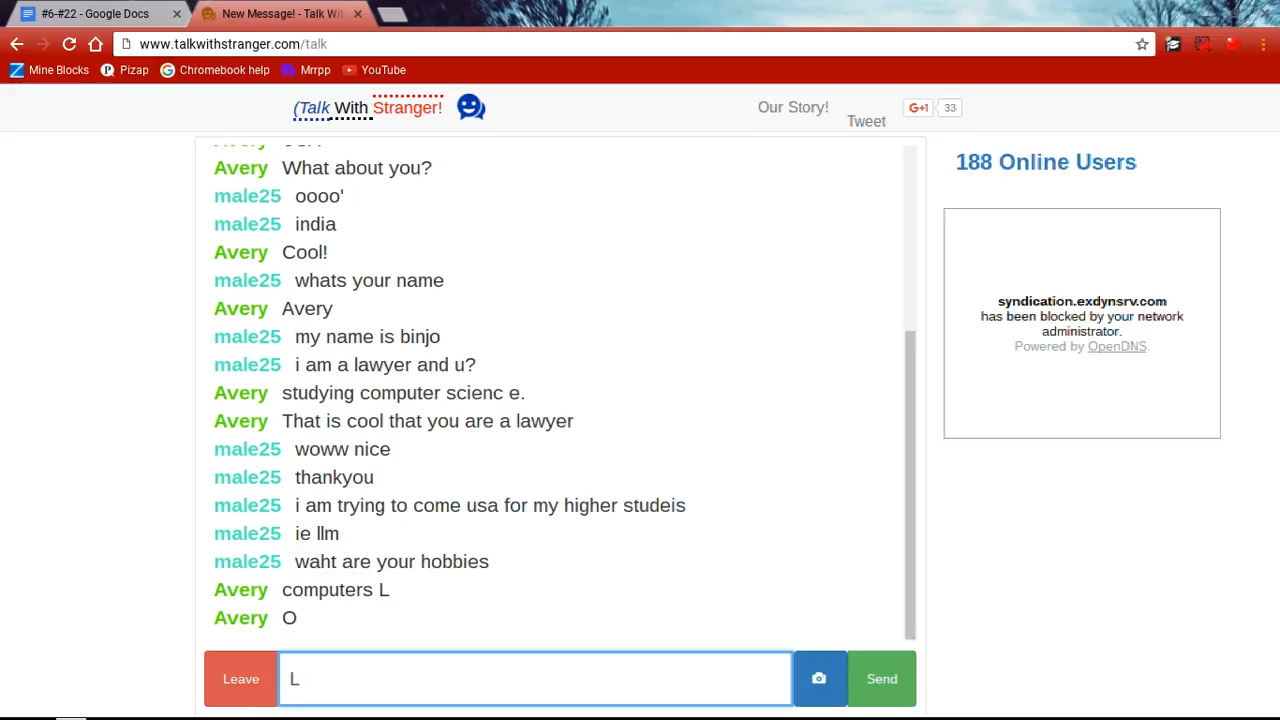 #6-#22 - Google Docs
New Message! - Talk Wit
www.talkwithstranger.com/talk
Mine Blocks
Pizap
Chromebook help
Mrrpp
YouTube
(Talk With Stranger!
Our Story!
Tweet
G+1
33
188 Online Users
Avery What about you?
male25 oooo'
male25 india
Avery Cool!
male25 whats your name
Avery Avery
male25 my name is binjo
male25 i am a lawyer and u?
Avery studying computer scienc e.
Avery That is cool that you are a lawyer
male25 woww nice
male25 thankyou
male25 i am trying to come usa for my higher studeis
male25 ie llm
male25 waht are your hobbies
Avery computers L
Avery O
syndication.exdynsrv.com
has been blocked by your network
administrator.
Powered by OpenDNS.
Leave
L
Send